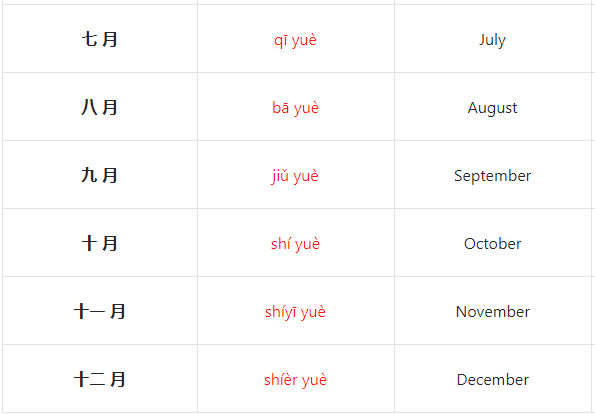 七 月 qī yuè July
八 月 bā yuè August
九 月 jiǔ yuè September
十 月 shí yuè October
十一 月 shíyī yuè November
十二 月 shíèr yuè December